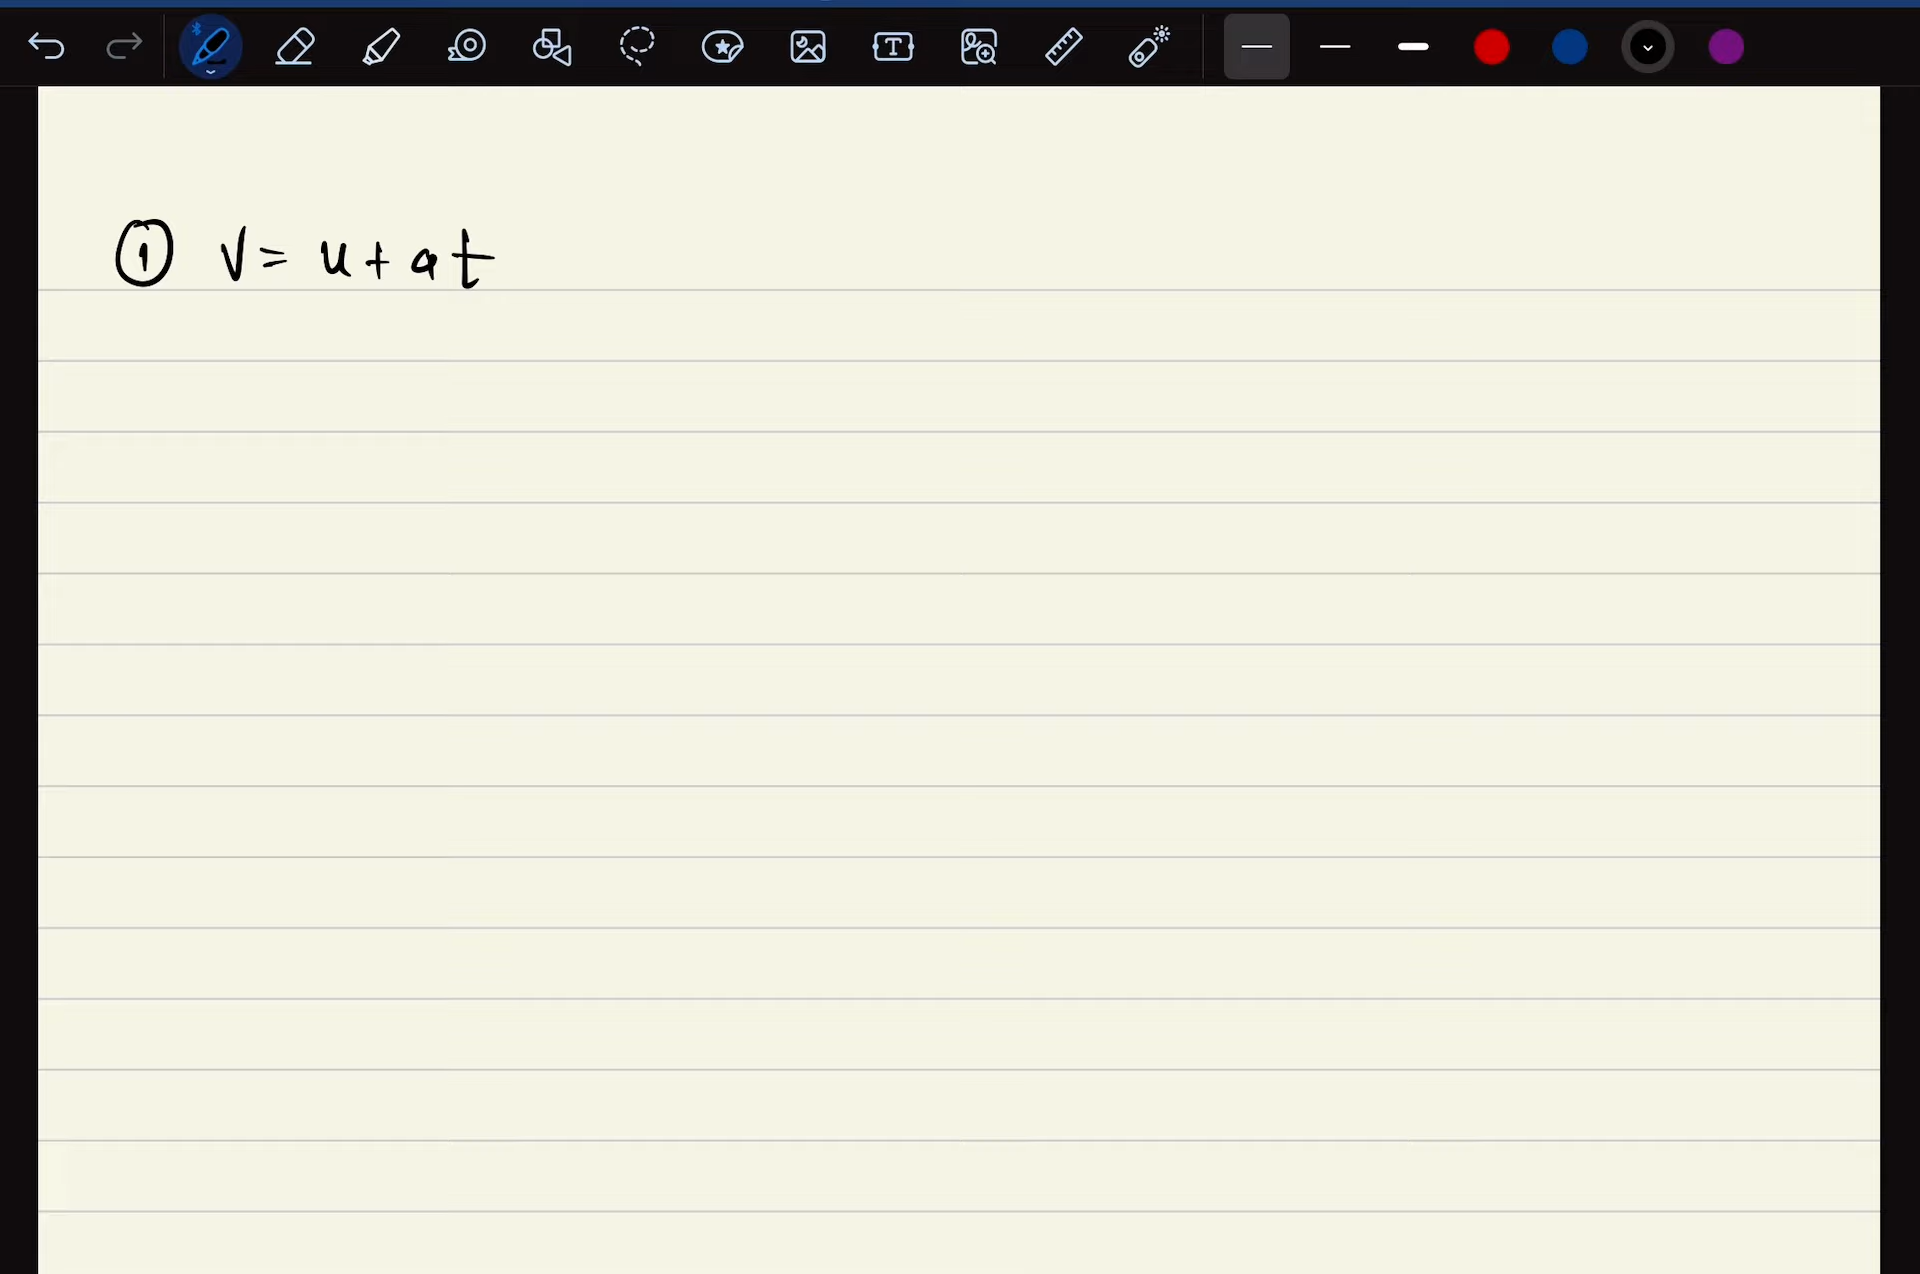 ① v = u + at